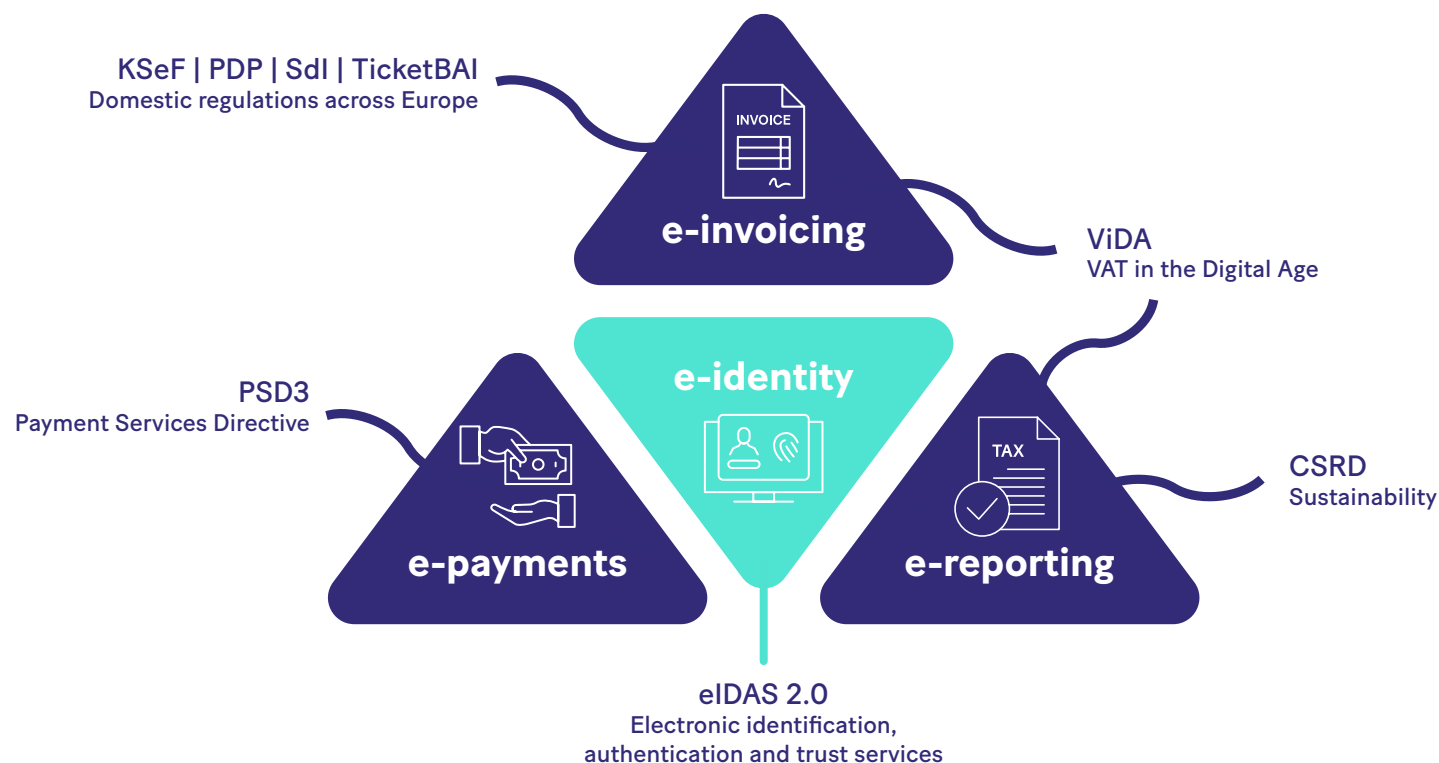 KSeF | PDP | SdI | TicketBAI
Domestic regulations across Europe
INVOICE
e-invoicing
ViDA
VAT in the Digital Age
e-identity
PSD3
Payment Services Directive
e-payments
TAX
e-reporting
CSRD
Sustainability
eIDAS 2.0
Electronic identification,
authentication and trust services